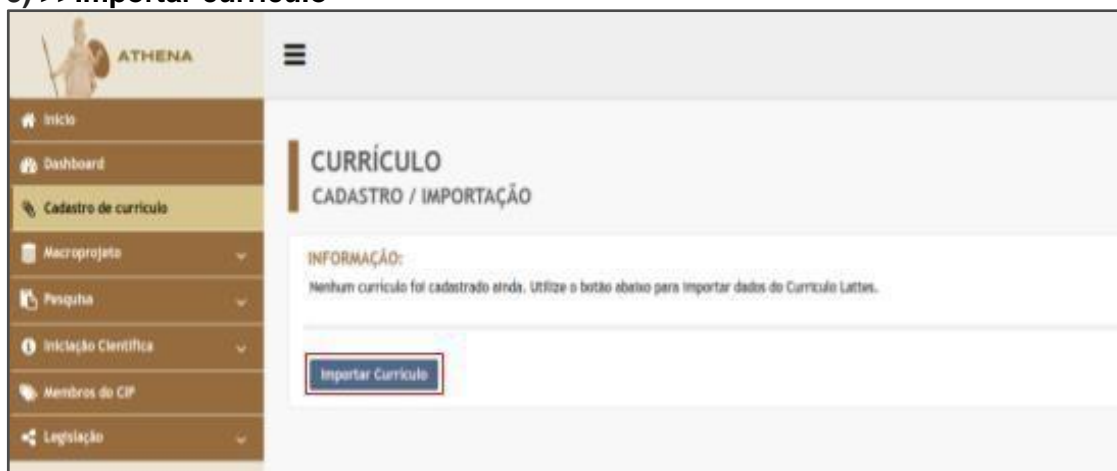 >>Importar currículo
ATHENA
Início
Dashboard
Cadastro de currículo
Macroprojeto
Pesquisa
Iniciação Científica
Membros do CIP
Legislação
CURRÍCULO
CADASTRO / IMPORTAÇÃO
INFORMAÇÃO:
Nenhum currículo foi cadastrado ainda. Utilize o botão abaixo para importar dados do Currículo Lattes.
Importar Currículo